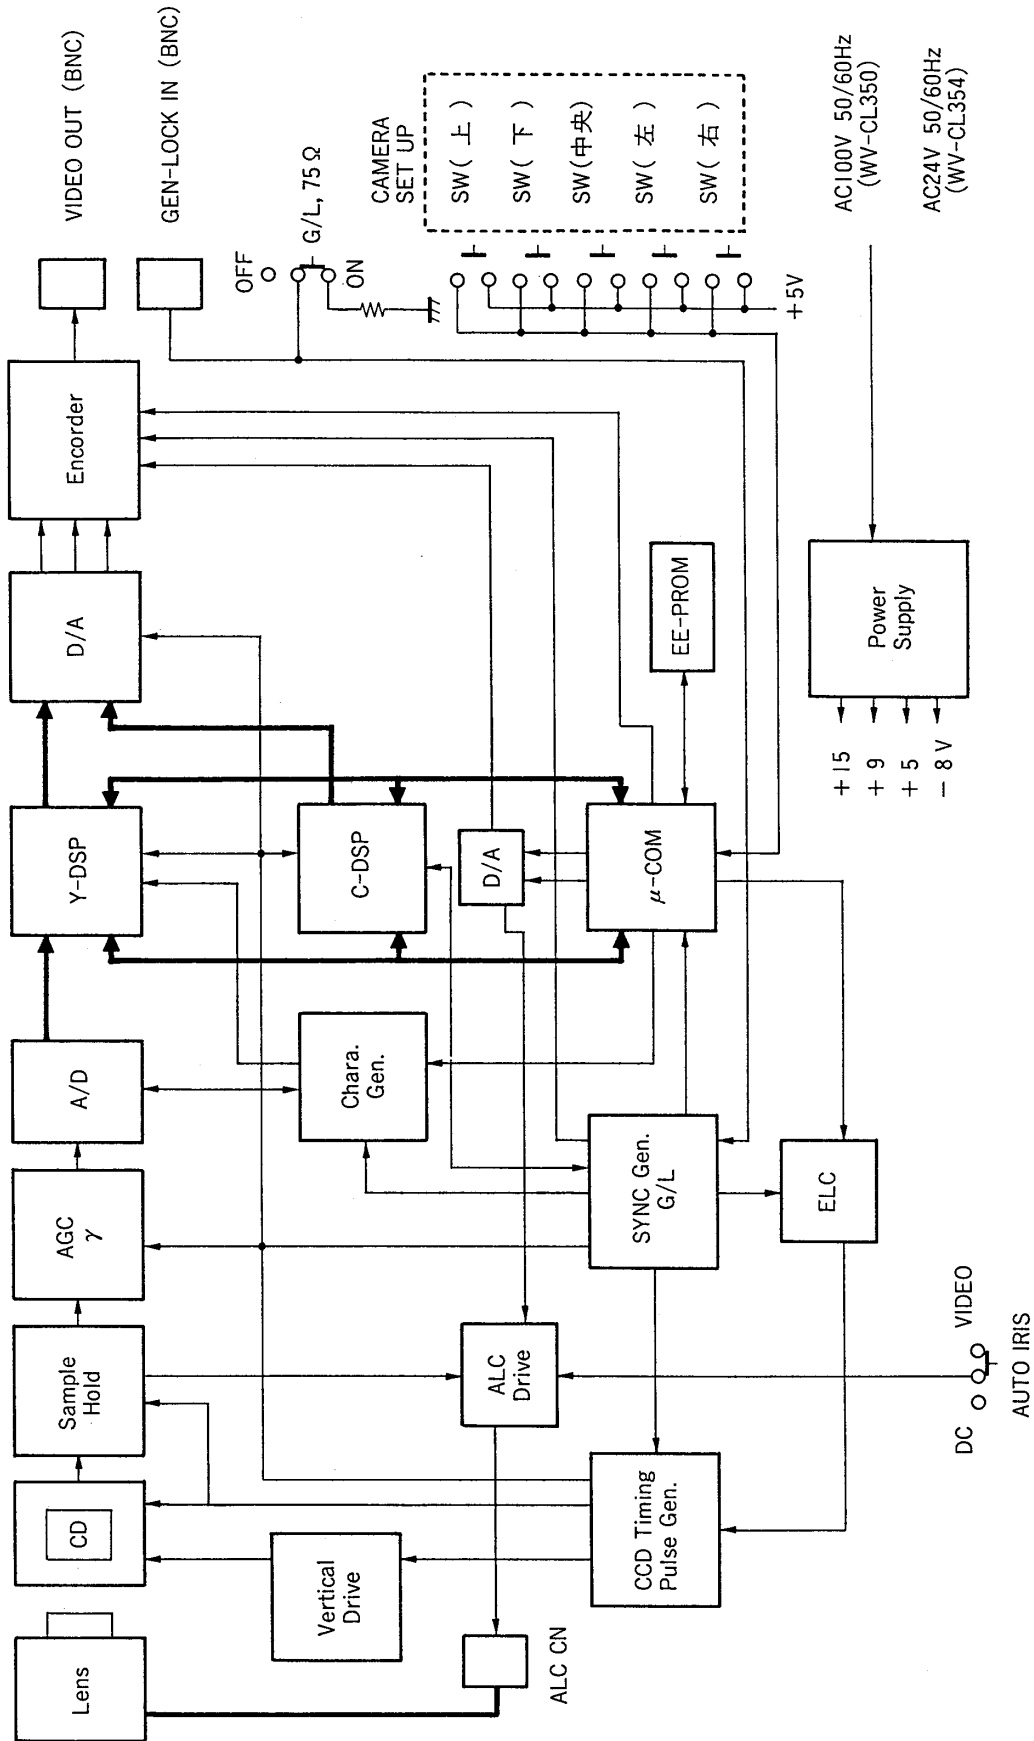 Lens
CD
Sample
Hold
AGC
γ
A/D
Y-DSP
D/A
Encorder
VIDEO OUT (BNC)
GEN-LOCK IN (BNC)
OFF
G/L, 75Ω
ON
Vertical
Drive
Chara.
Gen.
C-DSP
CAMERA
SET UP
SW( 上 )
SW( 下 )
SW(中央)
SW( 左 )
SW( 右 )
+5V
ALC CN
ALC
Drive
D/A
CCD Timing
Pulse Gen.
SYNC Gen.
G/L
μ-COM
EE-PROM
ELC
+15
+ 9
+ 5
− 8 V
Power
Supply
AC100V 50/60Hz
(WV-CL350)
AC24V 50/60Hz
(WV-CL354)
DC
VIDEO
AUTO IRIS